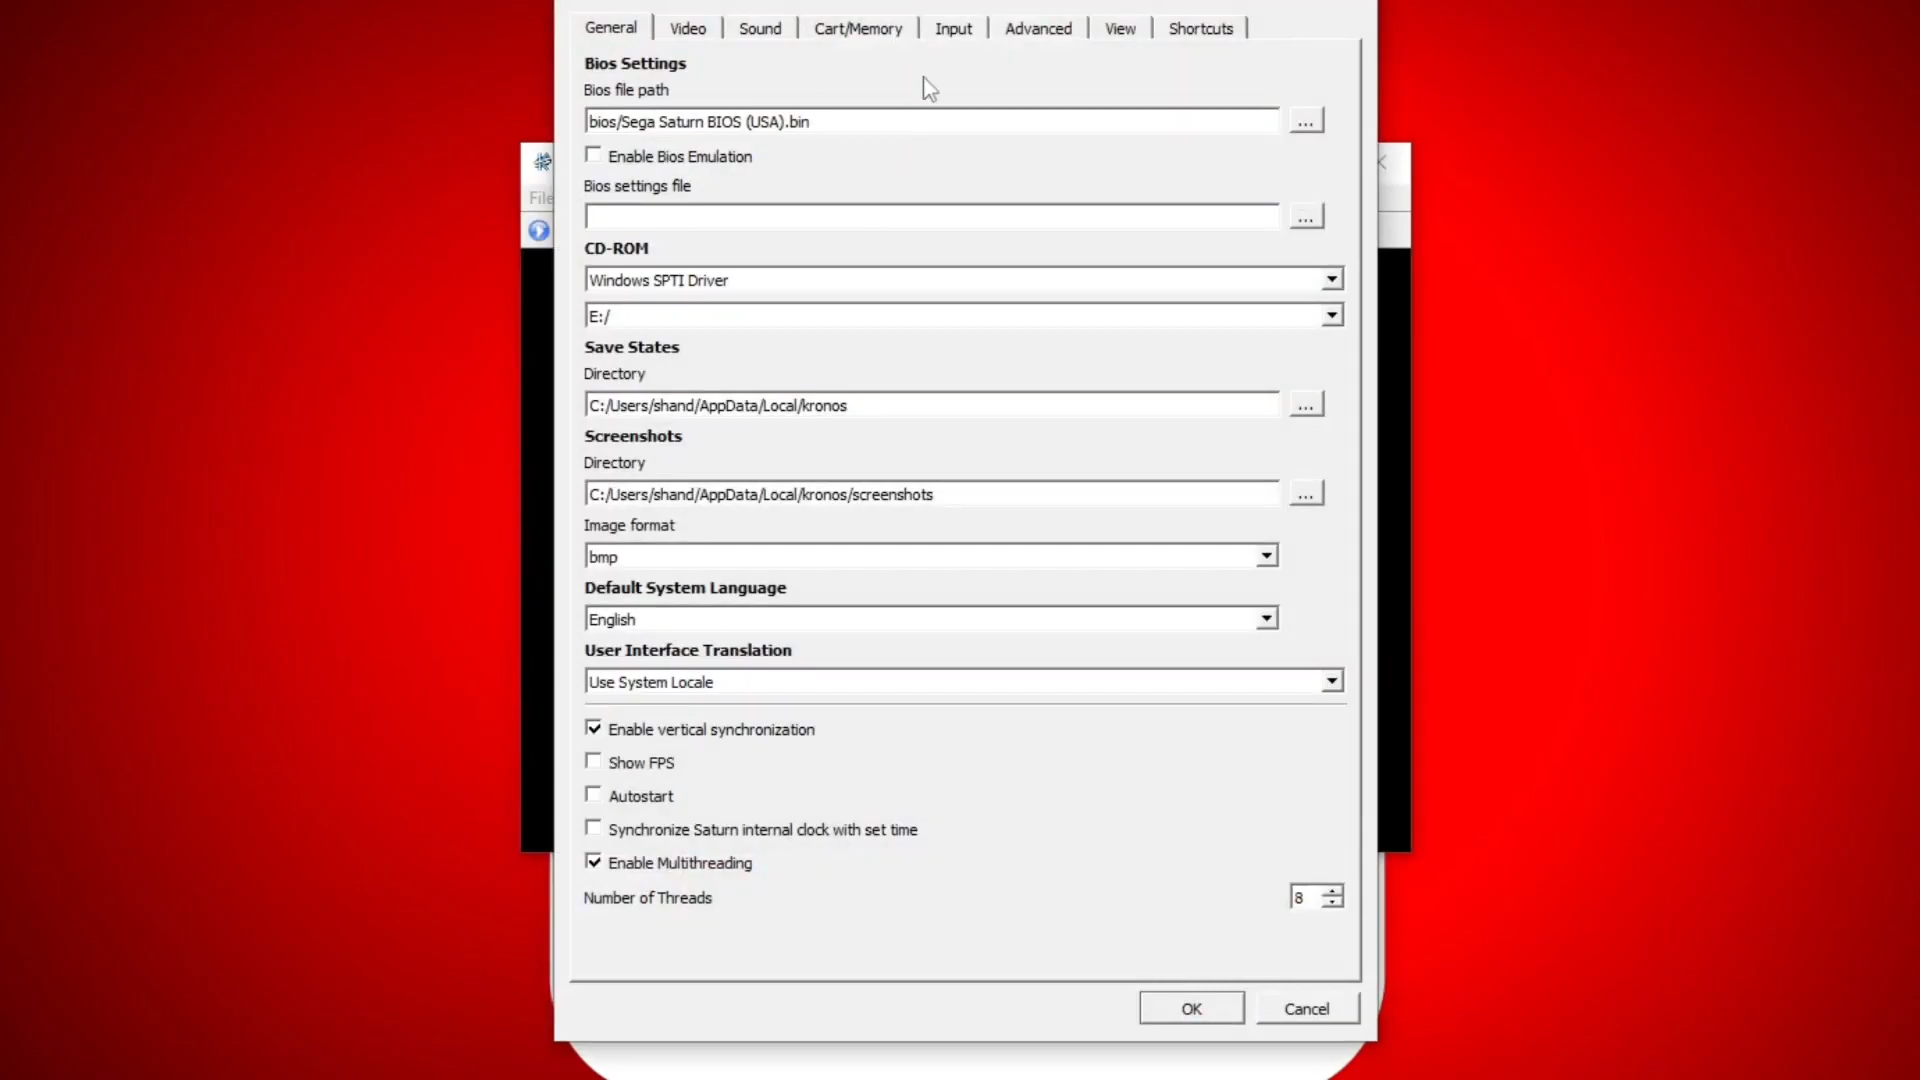 General Video Sound Cart/Memory Input Advanced View Shortcuts
Bios Settings
Bios file path
bios/Sega Saturn BIOS (USA).bin ...
Enable Bios Emulation
Bios settings file
...
CD-ROM
Windows SPTI Driver
E:/
Save States
Directory
C:/Users/shand/AppData/Local/kronos ...
Screenshots
Directory
C:/Users/shand/AppData/Local/kronos/screenshots ...
Image format
bmp
Default System Language
English
User Interface Translation
Use System Locale
Enable vertical synchronization
Show FPS
Autostart
Synchronize Saturn internal clock with set time
Enable Multithreading
Number of Threads 8
OK Cancel
File